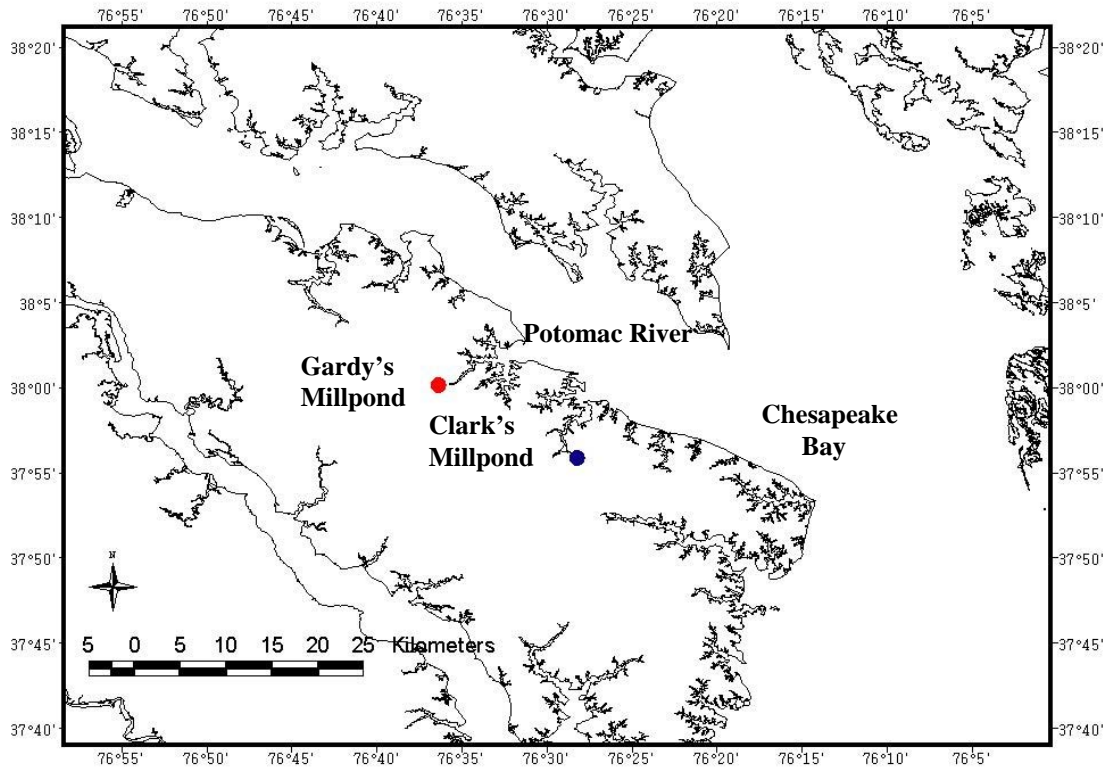 76°55' 76°50' 76°45' 76°40' 76°35' 76°30' 76°25' 76°20' 76°15' 76°10' 76°5'
38°20' 38°20'
38°15' 38°15'
38°10' 38°10'
38°5' 38°5'
Potomac River
Gardy's
Millpond
38°00' 38°00'
Clark's
Millpond
Chesapeake
Bay
37°55' 37°55'
37°50' 37°50'
N
37°45' 37°45'
5 0 5 10 15 20 25 Kilometers
37°40' 37°40'
76°55' 76°50' 76°45' 76°40' 76°35' 76°30' 76°25' 76°20' 76°15' 76°10' 76°5'